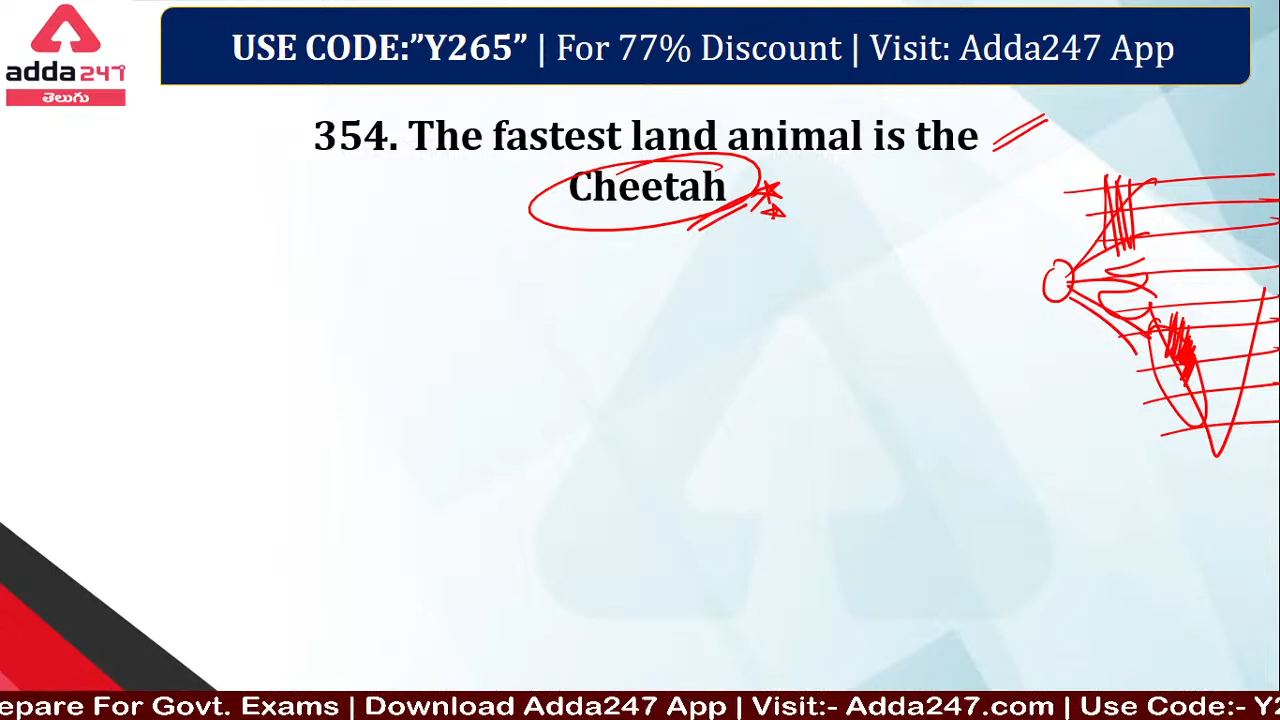 adda247
తెలుగు
USE CODE:”Y265” | For 77% Discount | Visit: Adda247 App
354. The fastest land animal is the
Cheetah
epare For Govt. Exams | Download Adda247 App | Visit:- Adda247.com | Use Code:- Y2